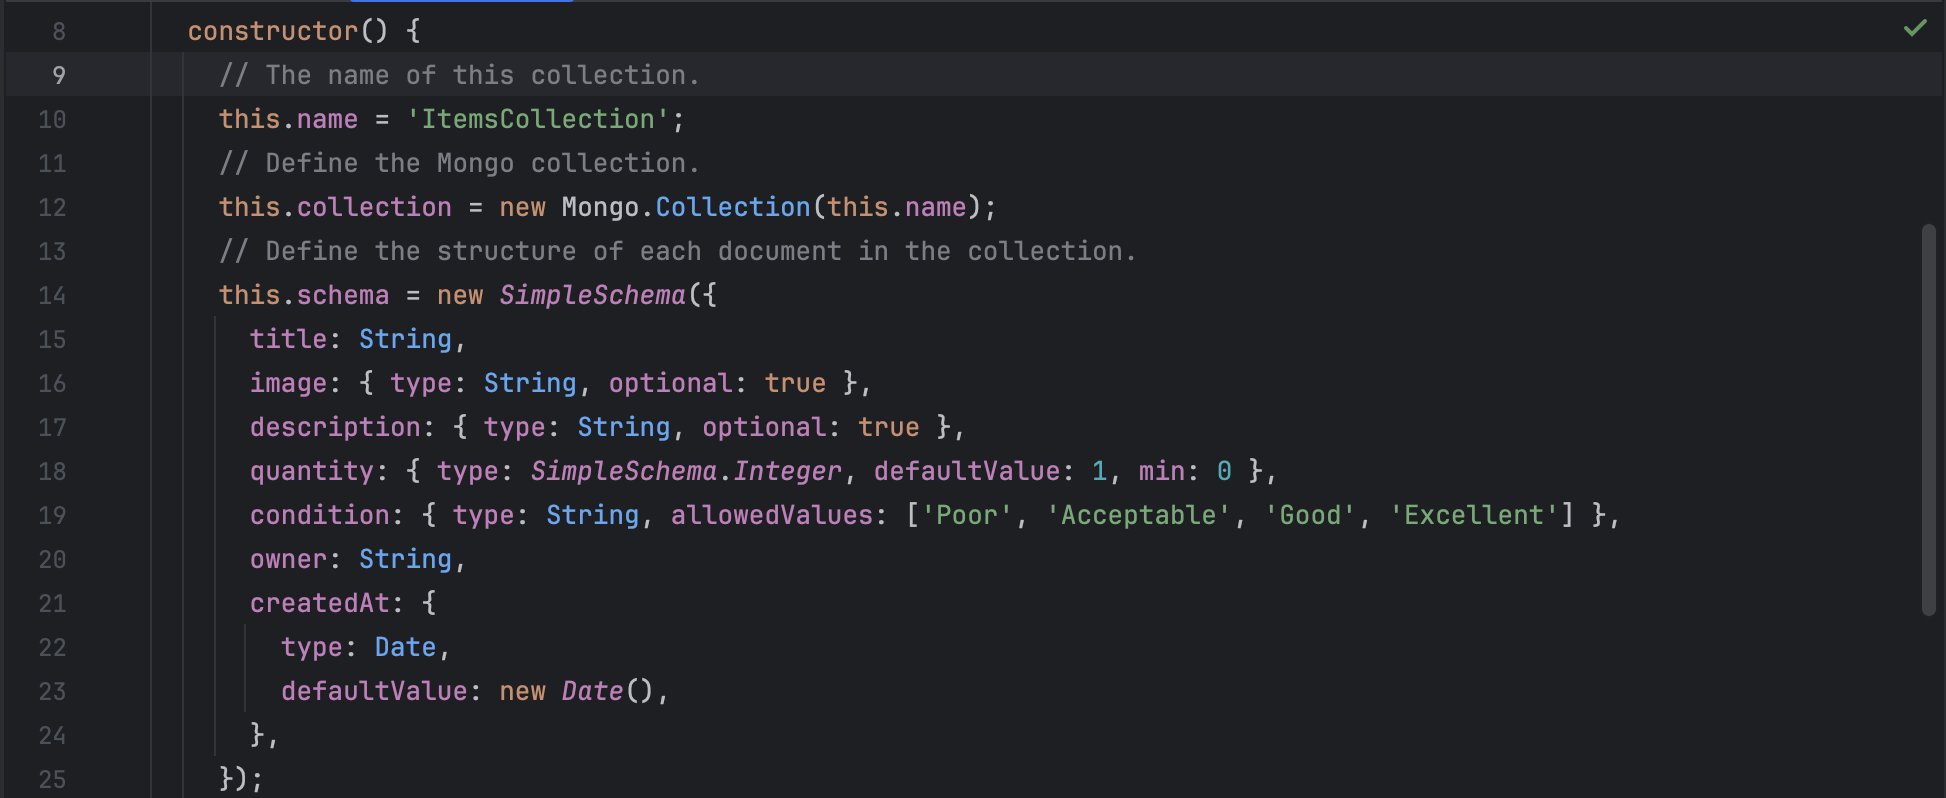 8 constructor() {
9 // The name of this collection.
10 this.name = 'ItemsCollection';
11 // Define the Mongo collection.
12 this.collection = new Mongo.Collection(this.name);
13 // Define the structure of each document in the collection.
14 this.schema = new SimpleSchema({
15 title: String,
16 image: { type: String, optional: true },
17 description: { type: String, optional: true },
18 quantity: { type: SimpleSchema.Integer, defaultValue: 1, min: 0 },
19 condition: { type: String, allowedValues: ['Poor', 'Acceptable', 'Good', 'Excellent'] },
20 owner: String,
21 createdAt: {
22 type: Date,
23 defaultValue: new Date(),
24 },
25 });